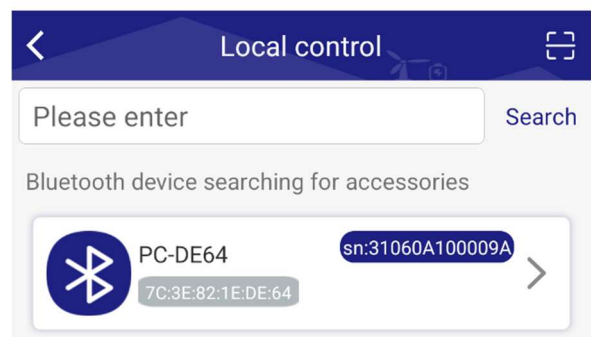 Local control
Please enter
Search
Bluetooth device searching for accessories
PC-DE64
sn:31060A100009A
7C:3E:82:1E:DE:64